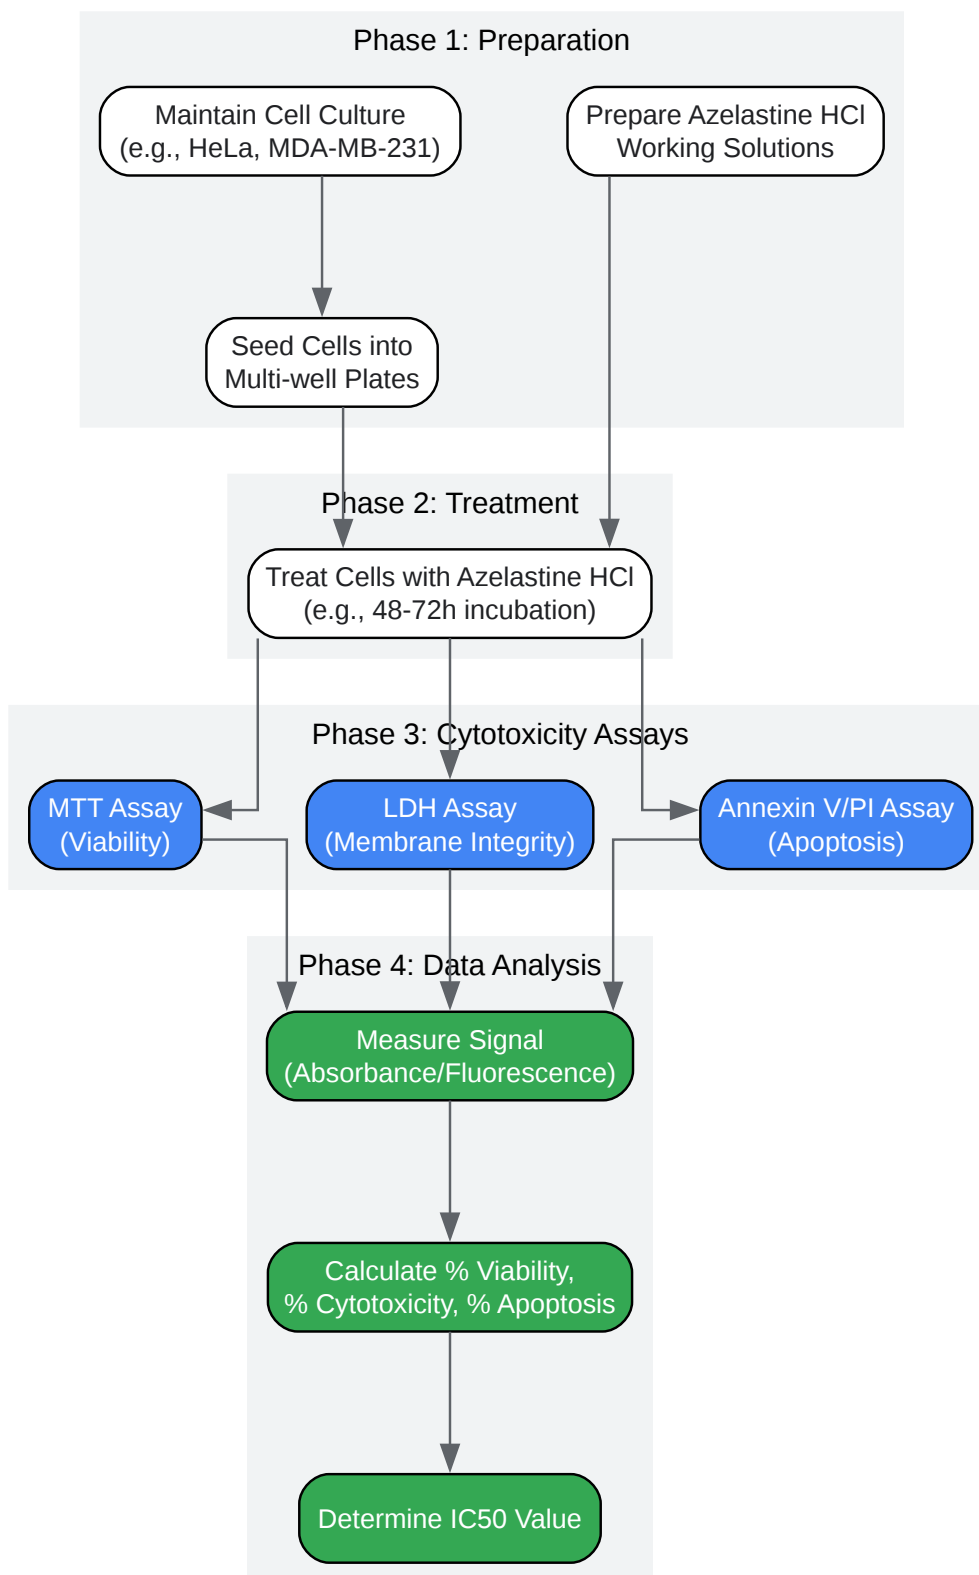 Phase 1: Preparation
Maintain Cell Culture
(e.g., HeLa, MDA-MB-231)
Prepare Azelastine HCl
Working Solutions
Seed Cells into
Multi-well Plates
Phase 2: Treatment
Treat Cells with Azelastine HCl
(e.g., 48-72h incubation)
Phase 3: Cytotoxicity Assays
MTT Assay
(Viability)
LDH Assay
(Membrane Integrity)
Annexin V/PI Assay
(Apoptosis)
Phase 4: Data Analysis
Measure Signal
(Absorbance/Fluorescence)
Calculate % Viability,
% Cytotoxicity, % Apoptosis
Determine IC50 Value